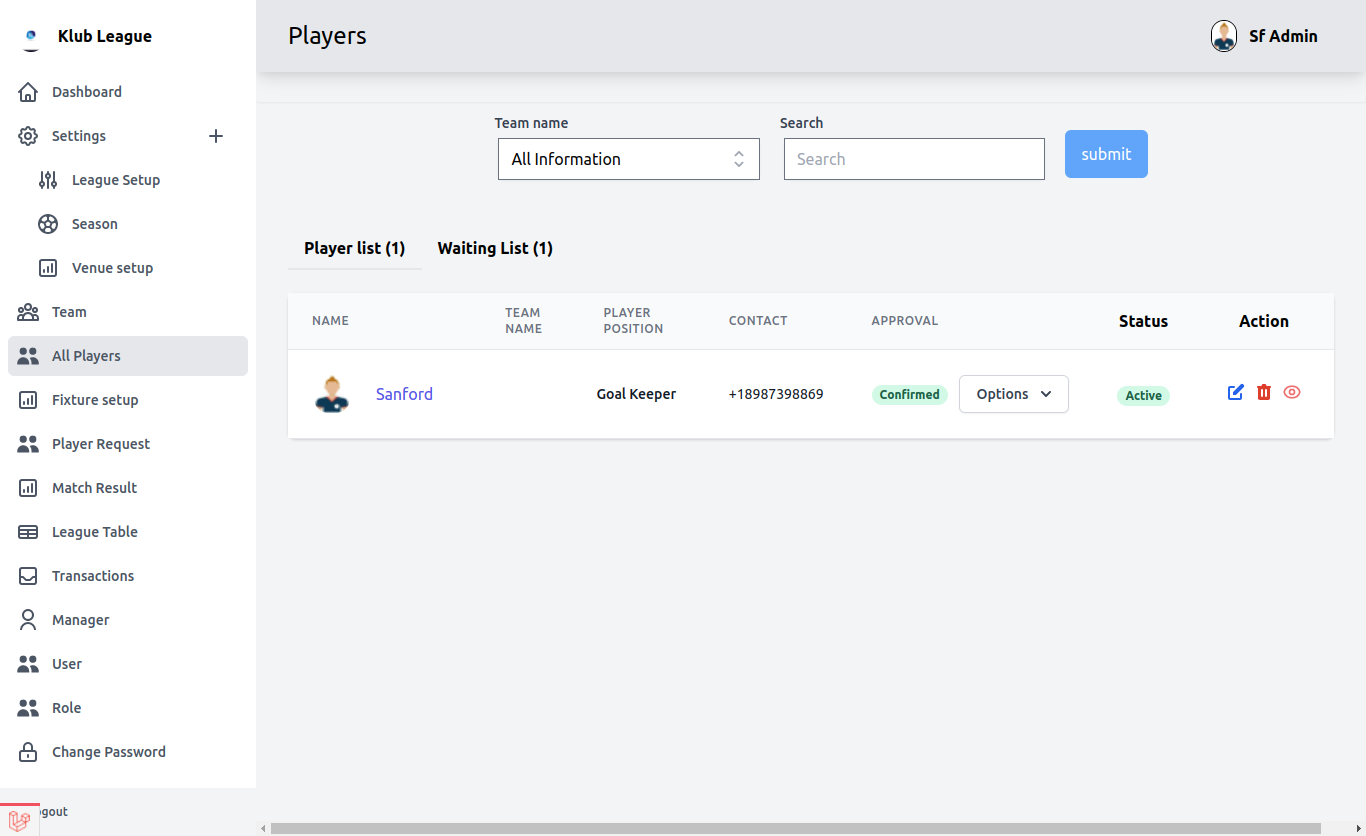 Klub League
Players
Sf Admin
Dashboard
Settings
League Setup
Season
Venue setup
Team
All Players
Fixture setup
Player Request
Match Result
League Table
Transactions
Manager
User
Role
Change Password
Team name
Search
All Information
Search
submit
Player list (1)
Waiting List (1)
NAME
TEAM
NAME
PLAYER
POSITION
CONTACT
APPROVAL
Status
Action
Sanford
Goal Keeper
+18987398869
Confirmed
Options
Active